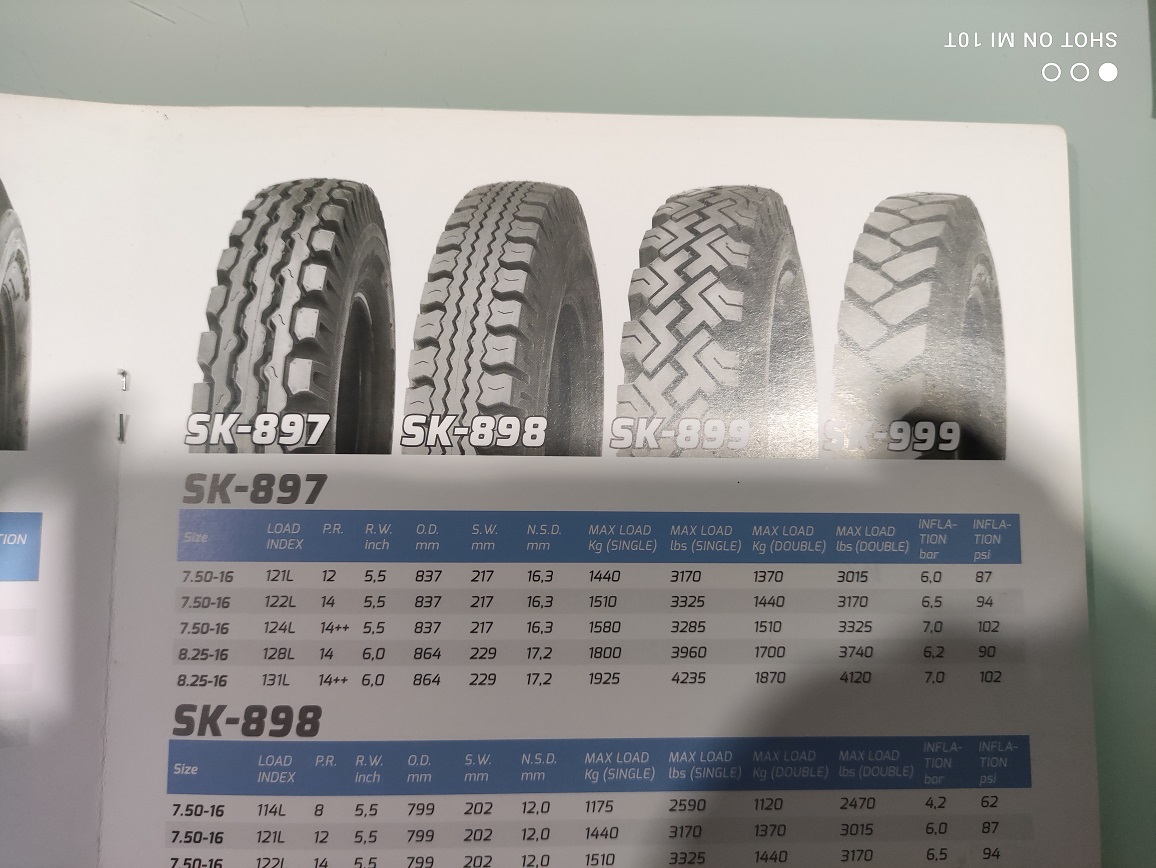 SHOT ON MI 10T
TION
SK-897 SK-898 SK-899 SK-999
SK-897
Size LOAD INDEX P.R. R.W. inch O.D. mm S.W. mm N.S.D. mm MAX LOAD Kg (SINGLE) MAX LOAD lbs (SINGLE) MAX LOAD Kg (DOUBLE) MAX LOAD lbs (DOUBLE) INFLA-TION bar INFLA-TION psi
7.50-16 121L 12 5,5 837 217 16,3 1440 3170 1370 3015 6,0 87
7.50-16 122L 14 5,5 837 217 16,3 1510 3325 1440 3170 6,5 94
7.50-16 124L 14++ 5,5 837 217 16,3 1580 3285 1510 3325 7,0 102
8.25-16 128L 14 6,0 864 229 17,2 1800 3960 1700 3740 6,2 90
8.25-16 131L 14++ 6,0 864 229 17,2 1925 4235 1870 4120 7,0 102
SK-898
Size LOAD INDEX P.R. R.W. inch O.D. mm S.W. mm N.S.D. mm MAX LOAD Kg (SINGLE) MAX LOAD lbs (SINGLE) MAX LOAD Kg (DOUBLE) MAX LOAD lbs (DOUBLE) INFLA-TION bar INFLA-TION psi
7.50-16 114L 8 5,5 799 202 12,0 1175 2590 1120 2470 4,2 62
7.50-16 121L 12 5,5 799 202 12,0 1440 3170 1370 3015 6,0 87
7.50-16 122L 14 5,5 799 202 12,0 1510 3325 1440 3170 6,5 94